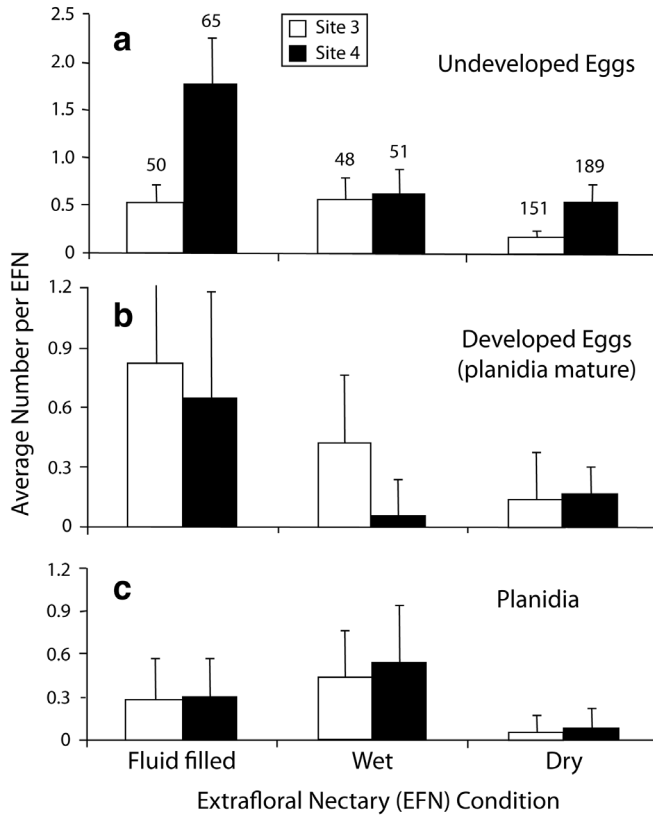 2.5
a
65
Site 3
Site 4
Undeveloped Eggs
2.0
1.5
50
48
51
189
1.0
151
0.5
0
Average Number per EFN
1.2
b
Developed Eggs
(planidia mature)
0.9
0.6
0.3
0
1.2
c
Planidia
0.9
0.6
0.3
0
Fluid filled
Wet
Dry
Extrafloral Nectary (EFN) Condition